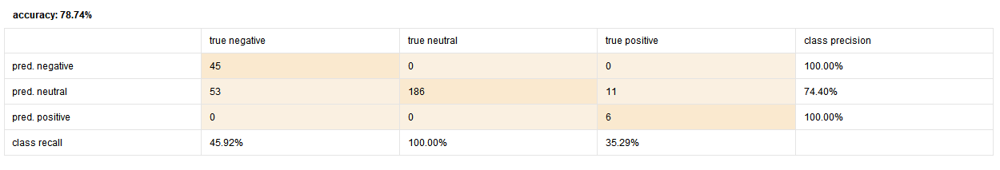 accuracy: 78.74%
true negative true neutral true positive class precision
pred. negative 45 0 0 100.00%
pred. neutral 53 186 11 74.40%
pred. positive 0 0 6 100.00%
class recall 45.92% 100.00% 35.29%